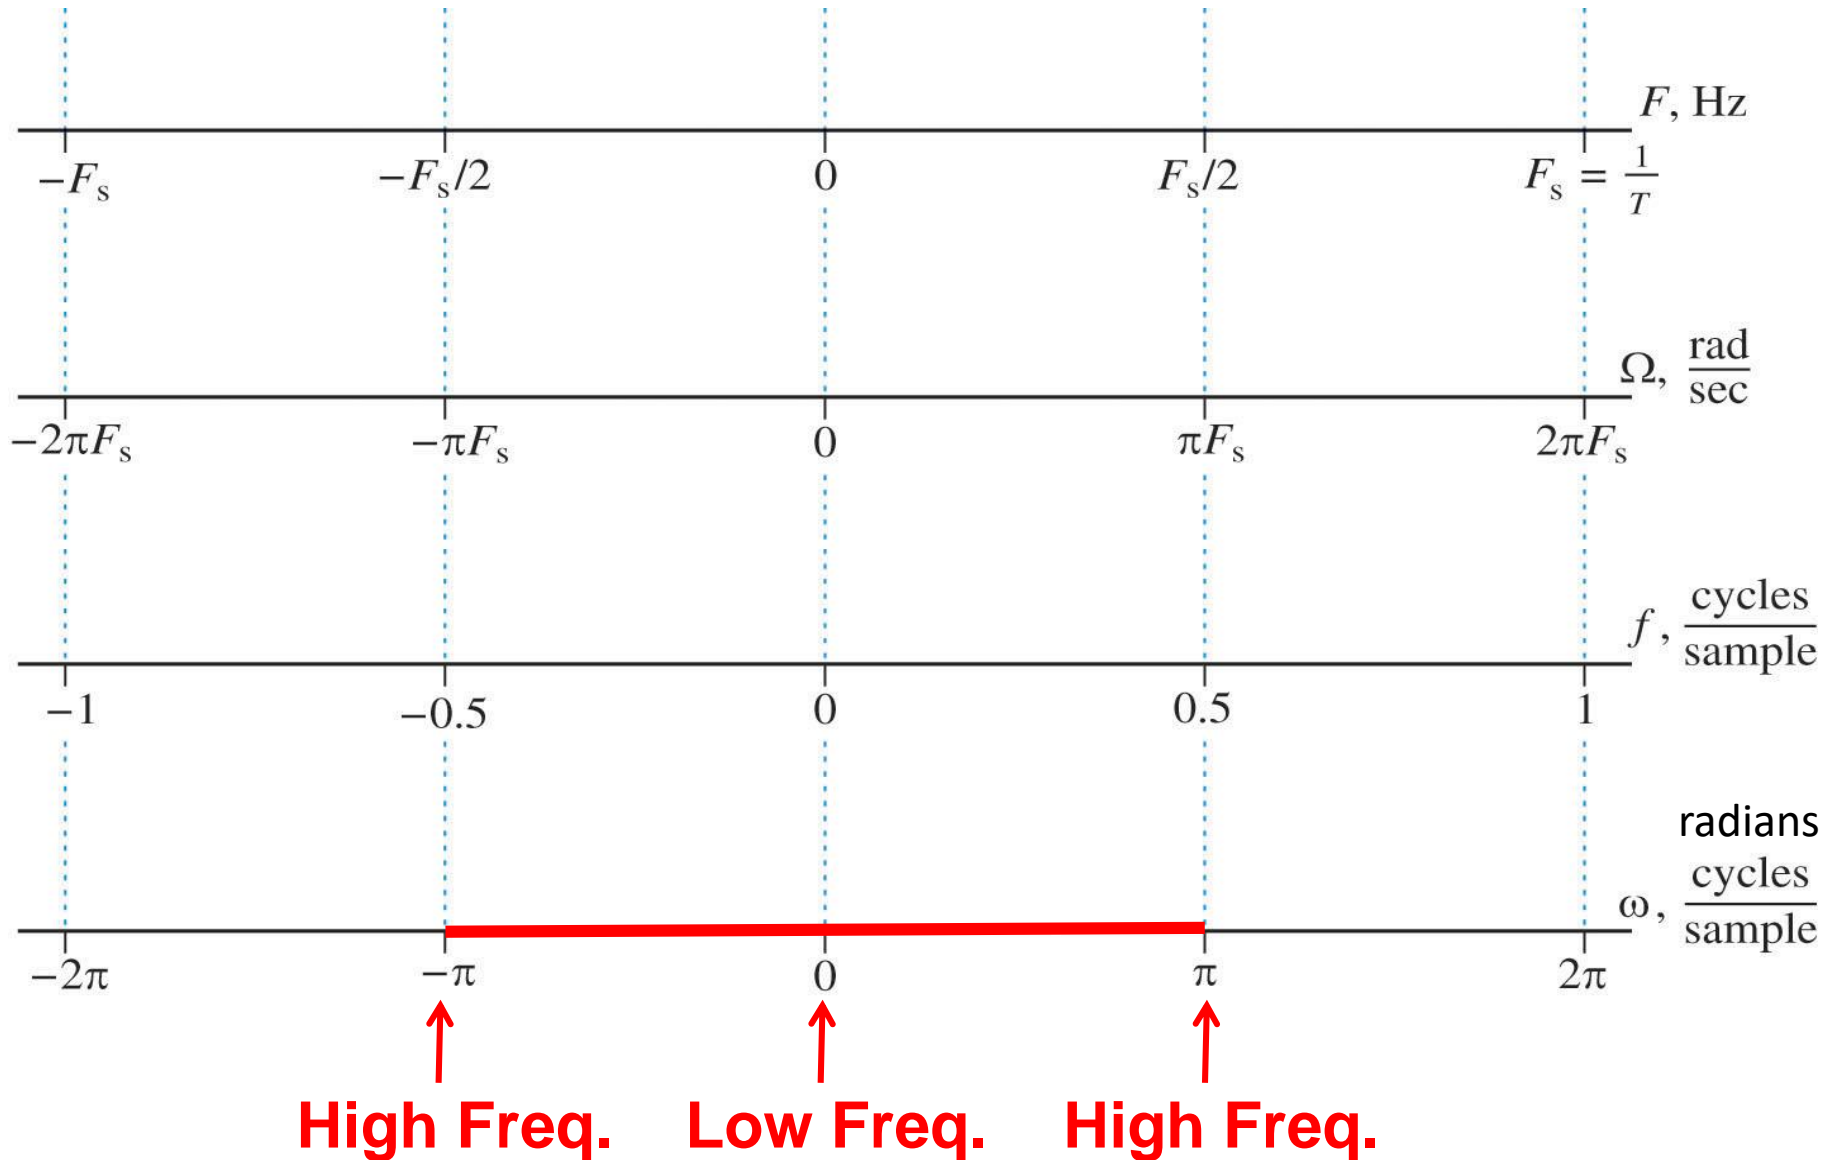 F, Hz
−Fs −Fs/2 0 Fs/2 Fs = 1/T
Ω, rad/sec
−2πFs −πFs 0 πFs 2πFs
f, cycles/sample
−1 −0.5 0 0.5 1
radians
ω, cycles/sample
−2π −π 0 π 2π
High Freq. Low Freq. High Freq.